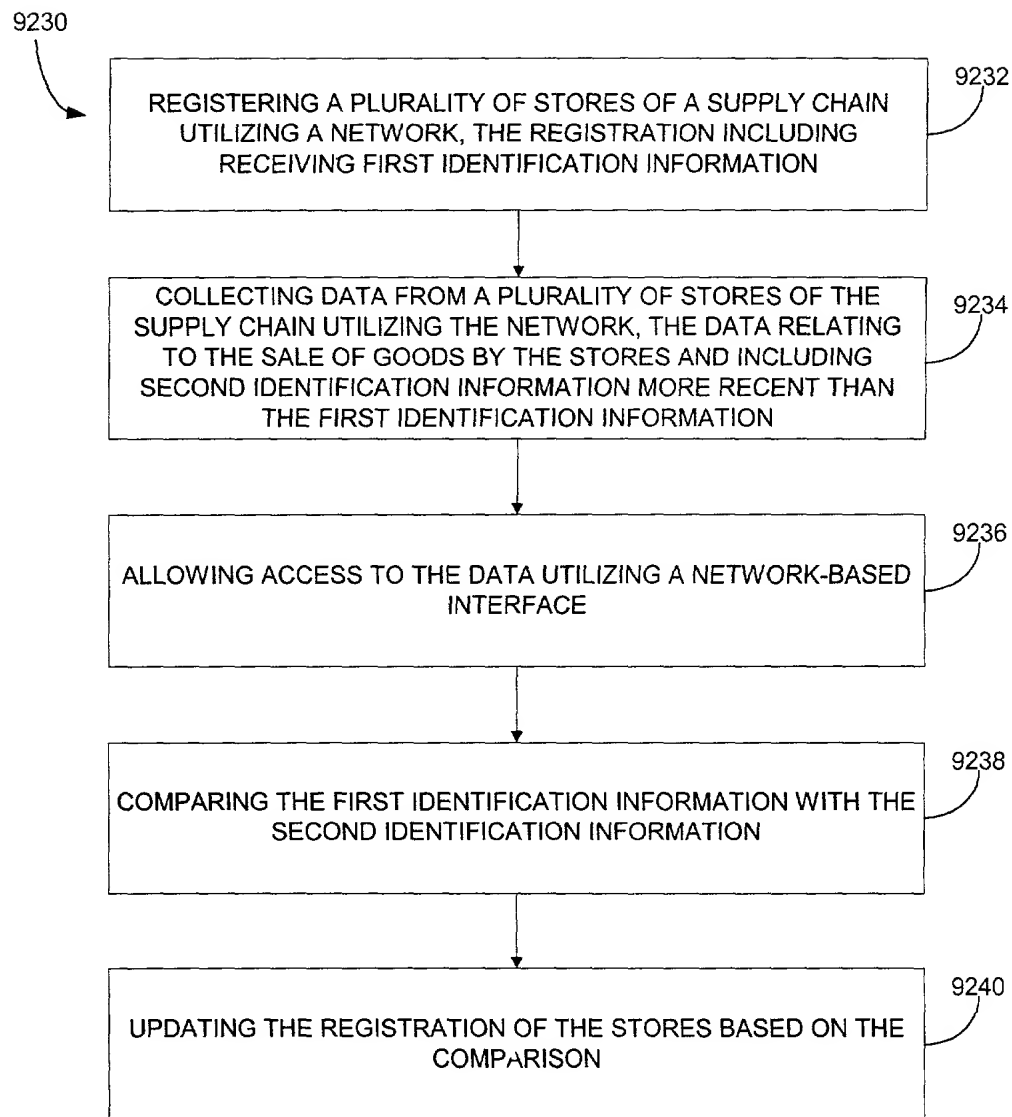 9230
9232
REGISTERING A PLURALITY OF STORES OF A SUPPLY CHAIN
UTILIZING A NETWORK, THE REGISTRATION INCLUDING
RECEIVING FIRST IDENTIFICATION INFORMATION
9234
COLLECTING DATA FROM A PLURALITY OF STORES OF THE
SUPPLY CHAIN UTILIZING THE NETWORK, THE DATA RELATING
TO THE SALE OF GOODS BY THE STORES AND INCLUDING
SECOND IDENTIFICATION INFORMATION MORE RECENT THAN
THE FIRST IDENTIFICATION INFORMATION
9236
ALLOWING ACCESS TO THE DATA UTILIZING A NETWORK-BASED
INTERFACE
9238
COMPARING THE FIRST IDENTIFICATION INFORMATION WITH THE
SECOND IDENTIFICATION INFORMATION
9240
UPDATING THE REGISTRATION OF THE STORES BASED ON THE
COMPARISON